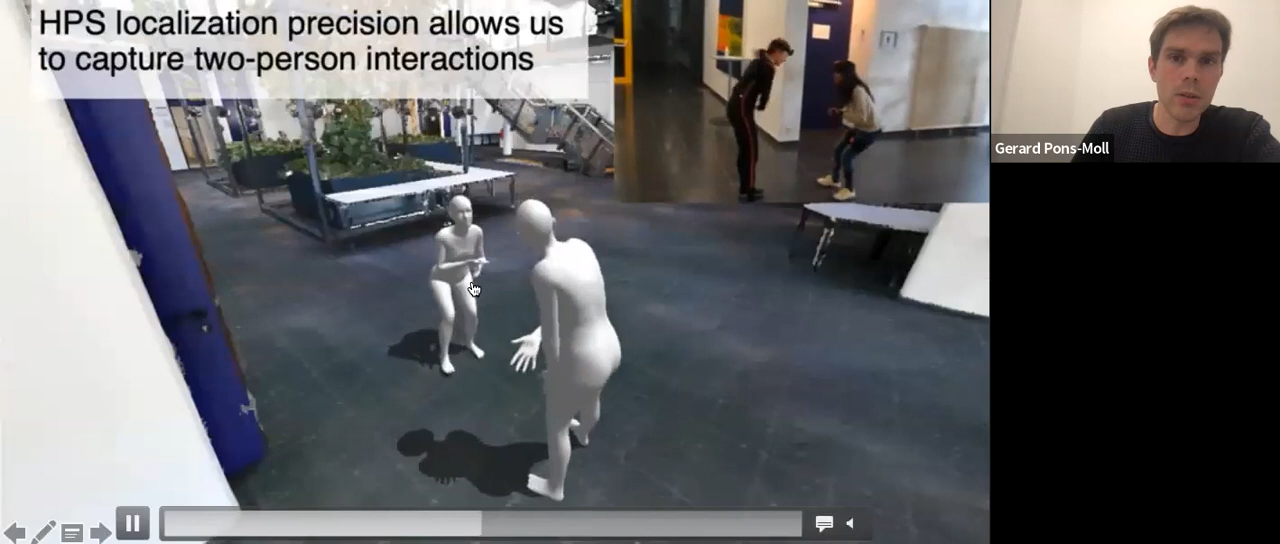 HPS localization precision allows us
to capture two-person interactions
Gerard Pons-Moll